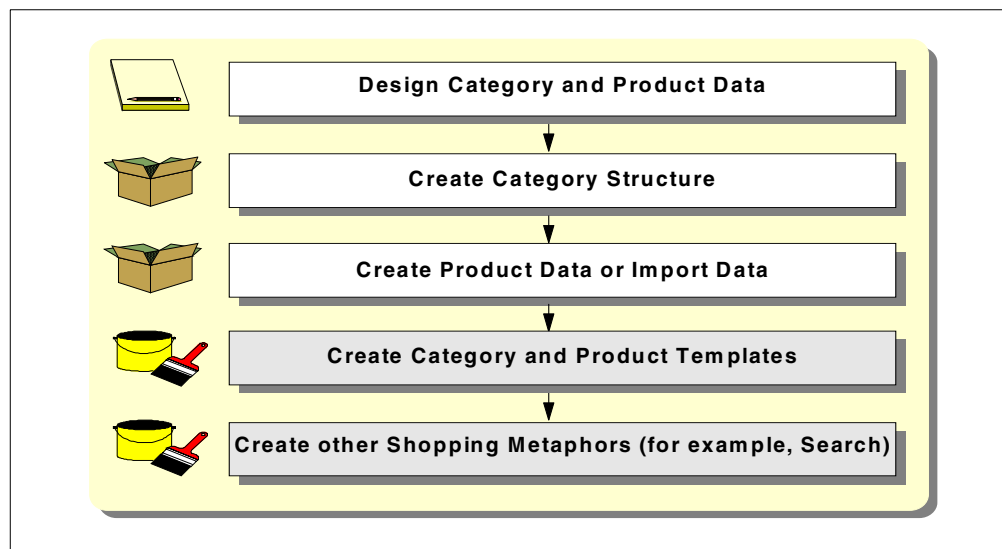 Design Category and Product Data
Create Category Structure
Create Product Data or Import Data
Create Category and Product Templates
Create other Shopping Metaphors (for example, Search)